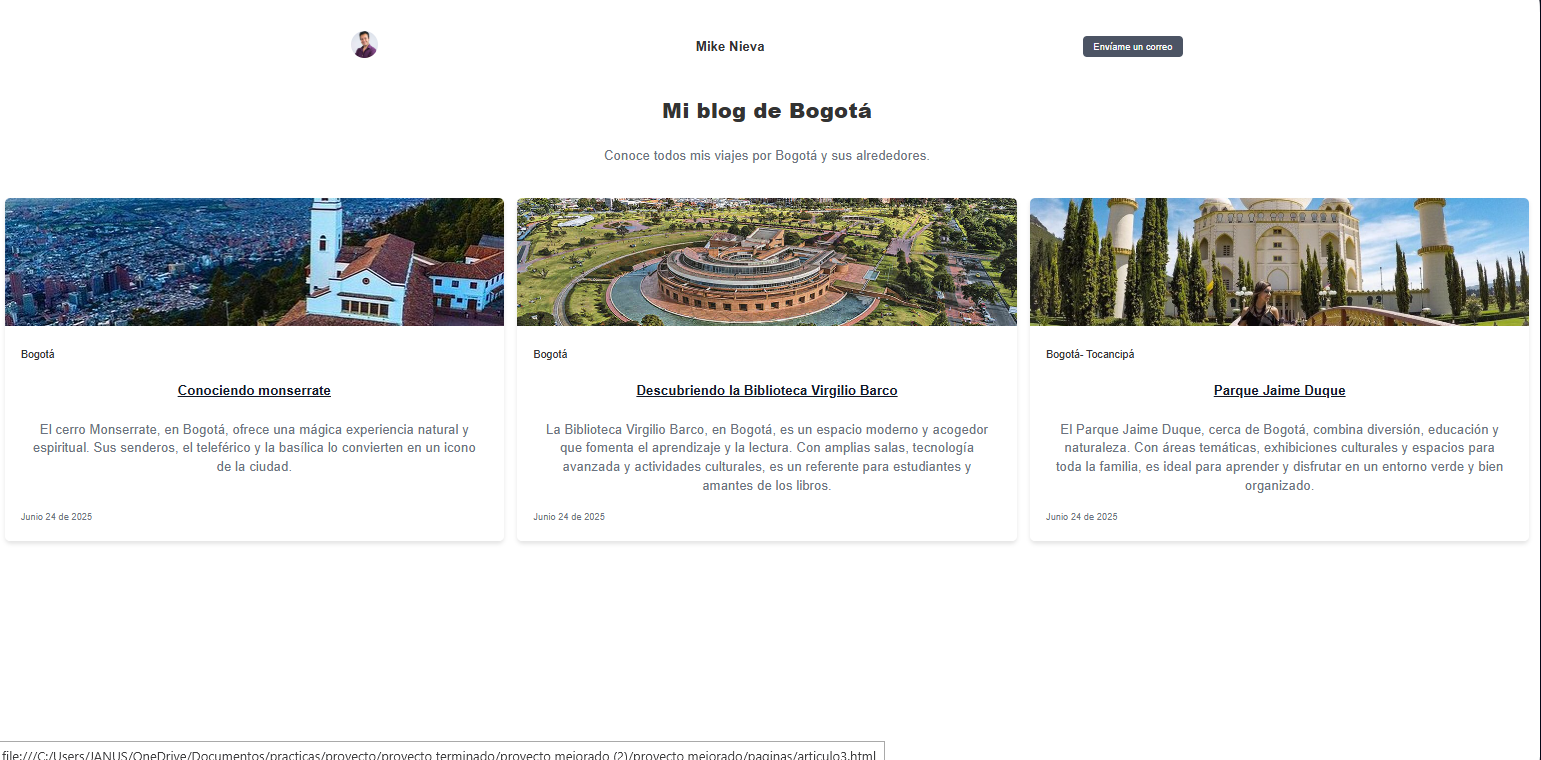 Mike Nieva
Envíame un correo
Mi blog de Bogotá
Conoce todos mis viajes por Bogotá y sus alrededores.
Bogotá
Conociendo monserrate
El cerro Monserrate, en Bogotá, ofrece una mágica experiencia natural y
espiritual. Sus senderos, el teleférico y la basílica lo convierten en un icono
de la ciudad.
Junio 24 de 2025
Bogotá
Descubriendo la Biblioteca Virgilio Barco
La Biblioteca Virgilio Barco, en Bogotá, es un espacio moderno y acogedor
que fomenta el aprendizaje y la lectura. Con amplias salas, tecnología
avanzada y actividades culturales, es un referente para estudiantes y
amantes de los libros.
Junio 24 de 2025
Bogotá- Tocancipá
Parque Jaime Duque
El Parque Jaime Duque, cerca de Bogotá, combina diversión, educación y
naturaleza. Con áreas temáticas, exhibiciones culturales y espacios para
toda la familia, es ideal para aprender y disfrutar en un entorno verde y bien
organizado.
Junio 24 de 2025
file:///C:/Users/JANUS/OneDrive/Documentos/practicas/proyecto/proyecto terminado/proyecto mejorado (2)/proyecto mejorado/paginas/articulo3.html